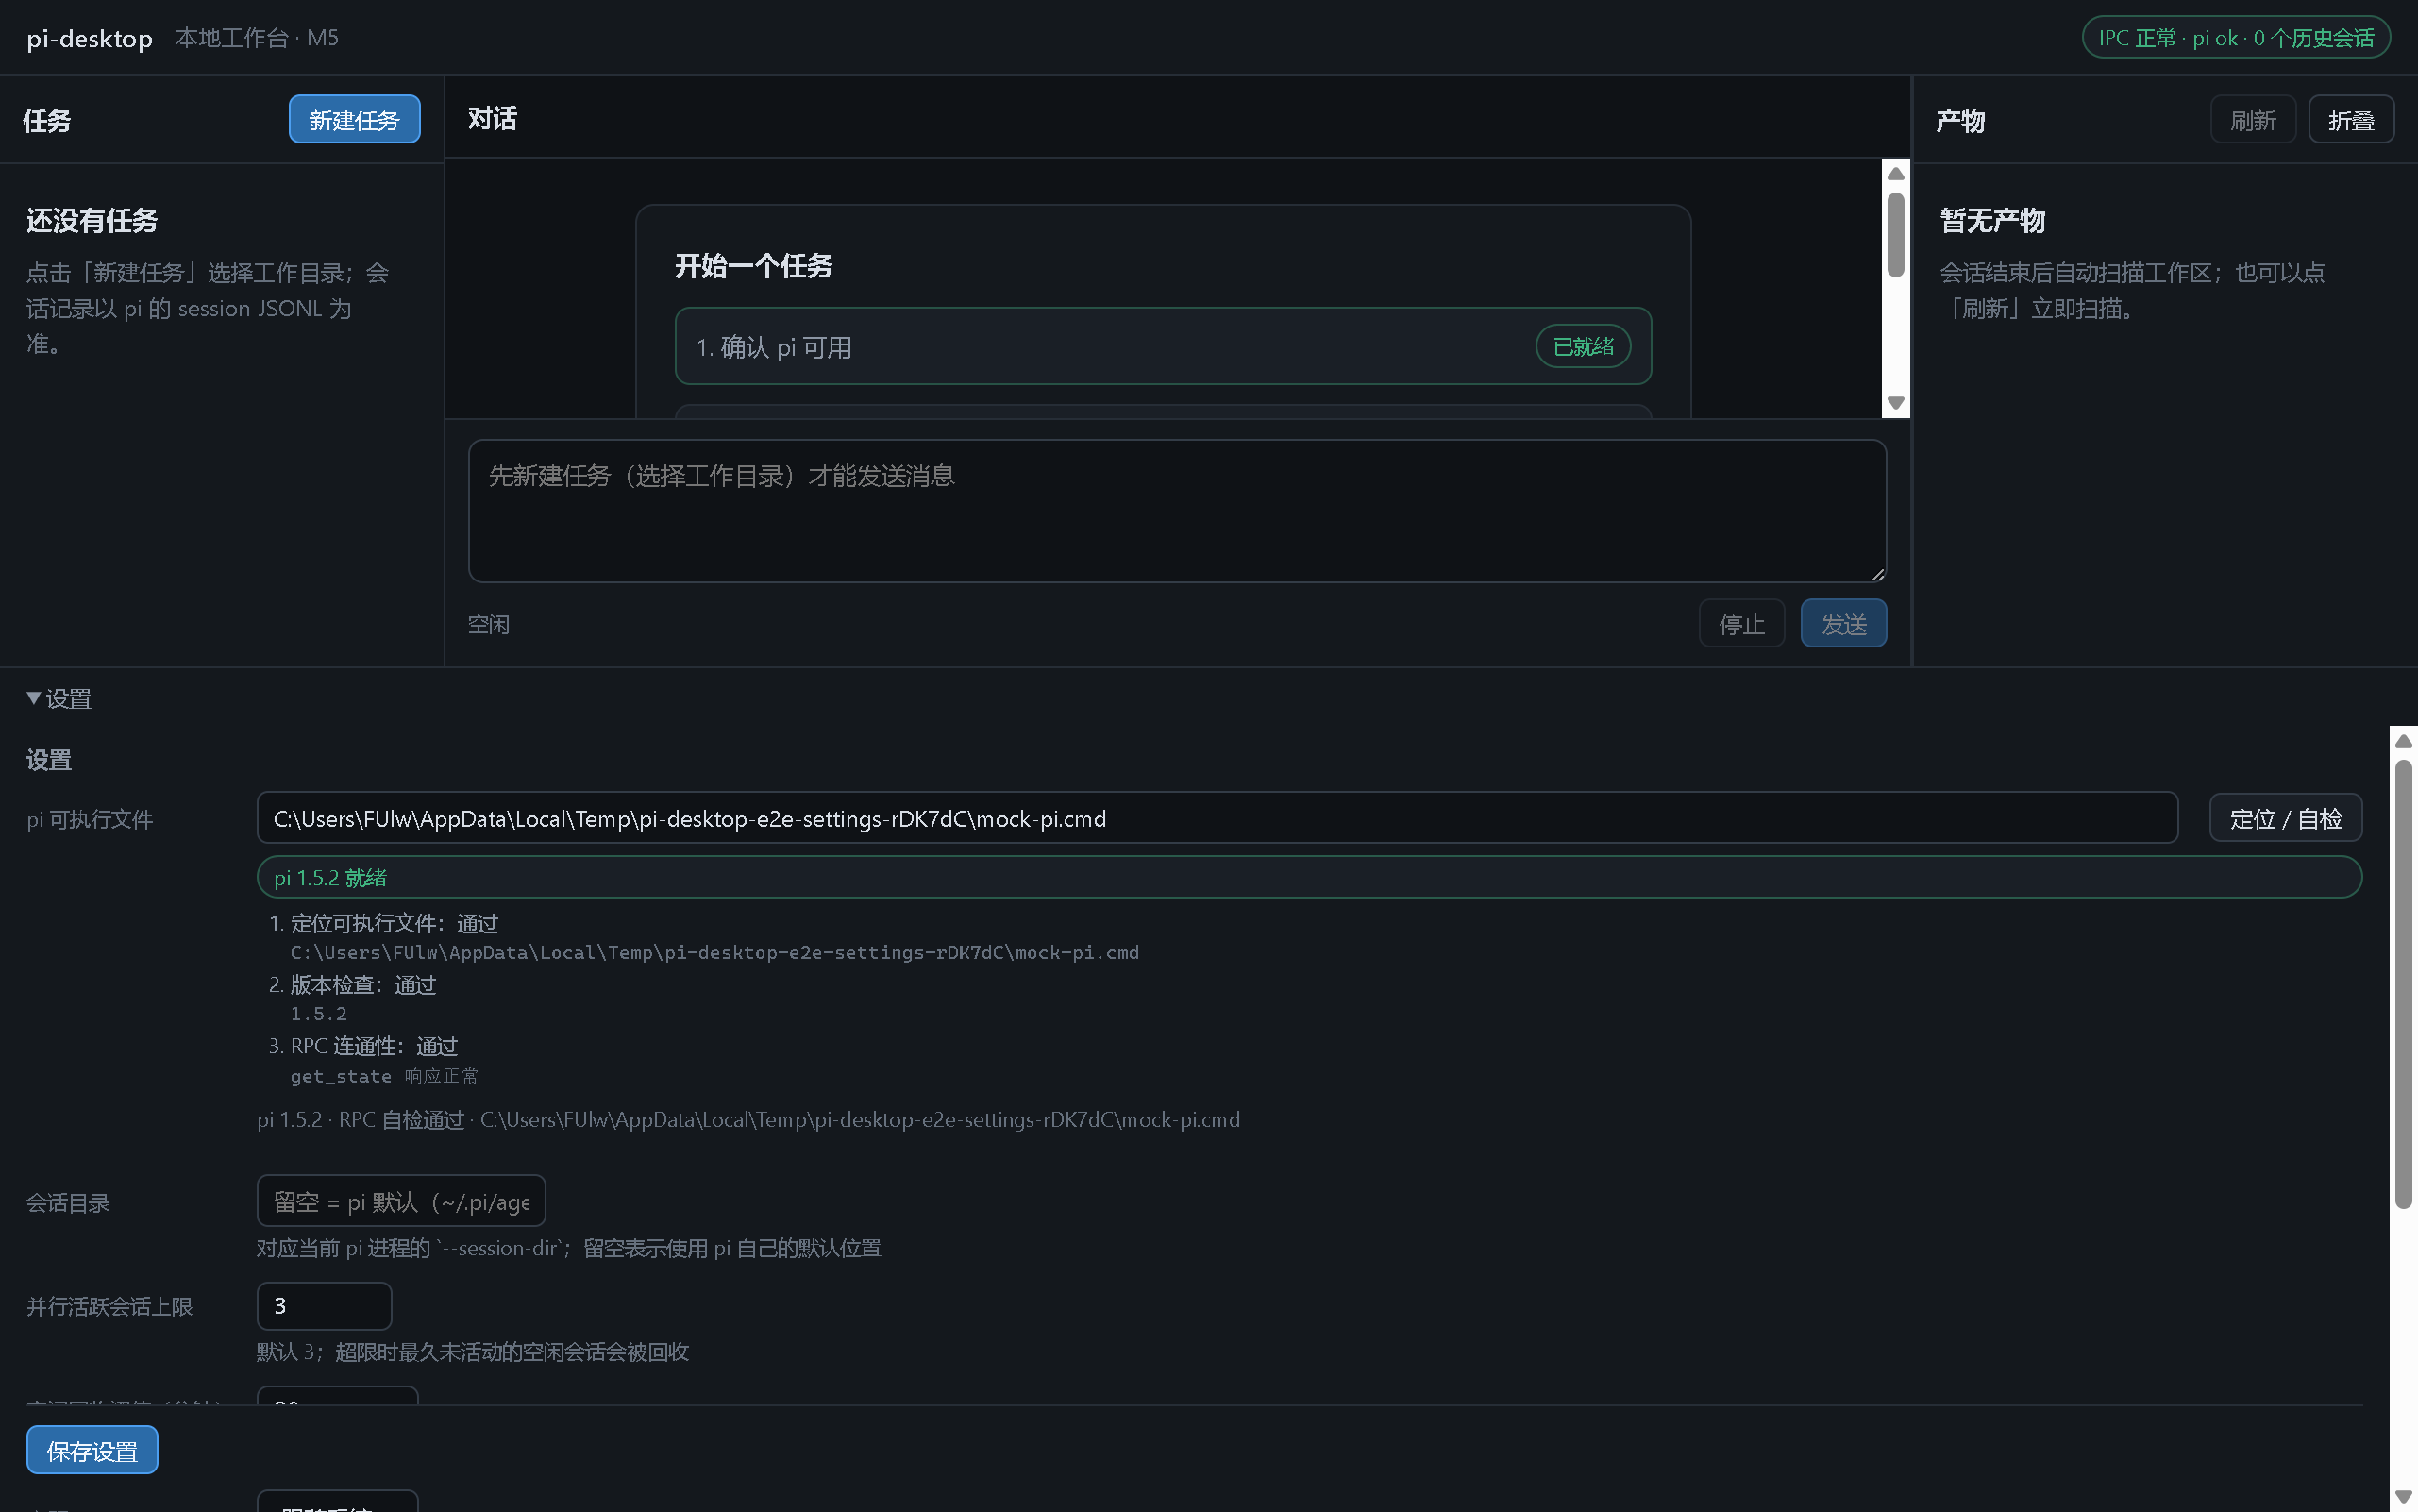 pi-desktop 本地工作台 · M5
IPC 正常 · pi ok · 0 个历史会话
任务
新建任务
还没有任务
点击「新建任务」选择工作目录；会
话记录以 pi 的 session JSONL 为
准。
对话
开始一个任务
1. 确认 pi 可用
已就绪
先新建任务（选择工作目录）才能发送消息
空闲
停止
发送
产物
刷新
折叠
暂无产物
会话结束后自动扫描工作区；也可以点
「刷新」立即扫描。
▼设置
设置
pi 可执行文件
C:\Users\FUlw\AppData\Local\Temp\pi-desktop-e2e-settings-rDK7dC\mock-pi.cmd
定位 / 自检
pi 1.5.2 就绪
1. 定位可执行文件：通过
C:\Users\FUlw\AppData\Local\Temp\pi-desktop-e2e-settings-rDK7dC\mock-pi.cmd
2. 版本检查：通过
1.5.2
3. RPC 连通性：通过
get_state 响应正常
pi 1.5.2 · RPC 自检通过 · C:\Users\FUlw\AppData\Local\Temp\pi-desktop-e2e-settings-rDK7dC\mock-pi.cmd
会话目录
留空 = pi 默认（~/.pi/age
对应当前 pi 进程的 `--session-dir`；留空表示使用 pi 自己的默认位置
并行活跃会话上限
3
默认 3；超限时最久未活动的空闲会话会被回收
保存设置